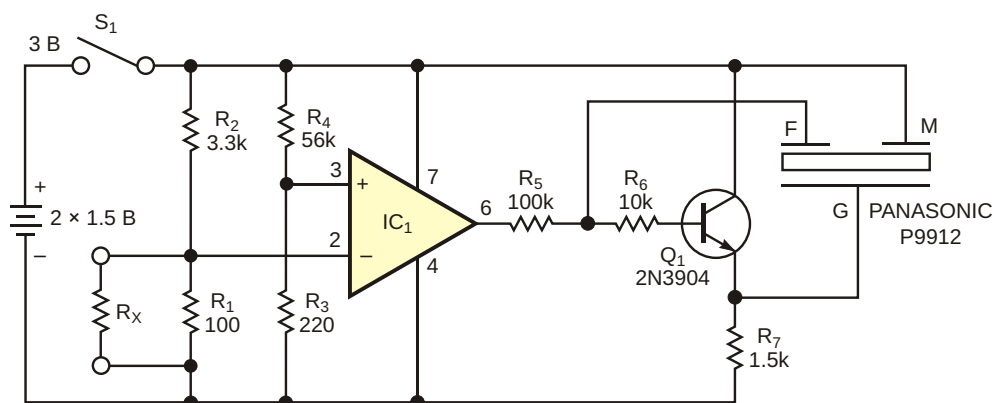 S1
3 B
R2
3.3k
R4
56k
F
M
+
2 × 1.5 B
–
3
+
7
IC1
6
R5
100k
R6
10k
G
PANASONIC
P9912
2
–
4
Q1
2N3904
RX
R1
100
R3
220
R7
1.5k